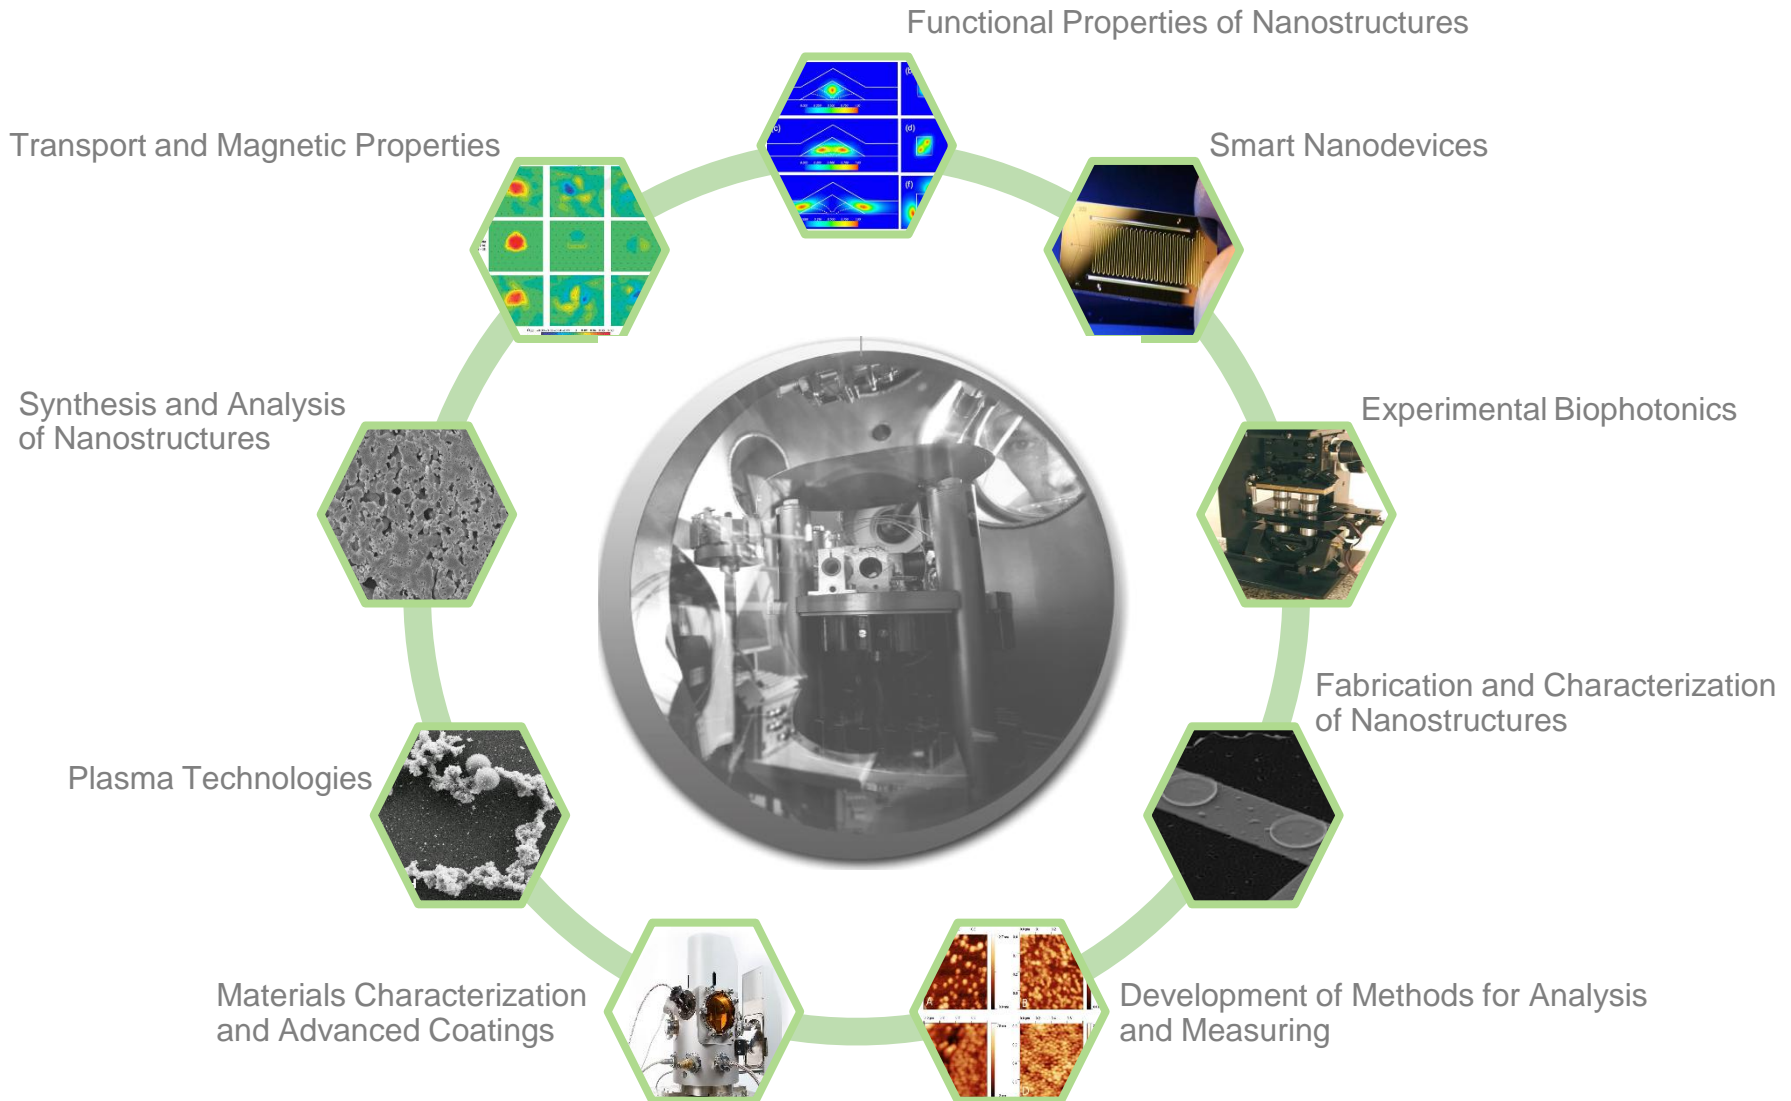 Functional Properties of Nanostructures
Transport and Magnetic Properties
Smart Nanodevices
Synthesis and Analysis
of Nanostructures
Experimental Biophotonics
Fabrication and Characterization
of Nanostructures
Plasma Technologies
Materials Characterization
and Advanced Coatings
Development of Methods for Analysis
and Measuring
(c)
(d)
(f)
A
B
D